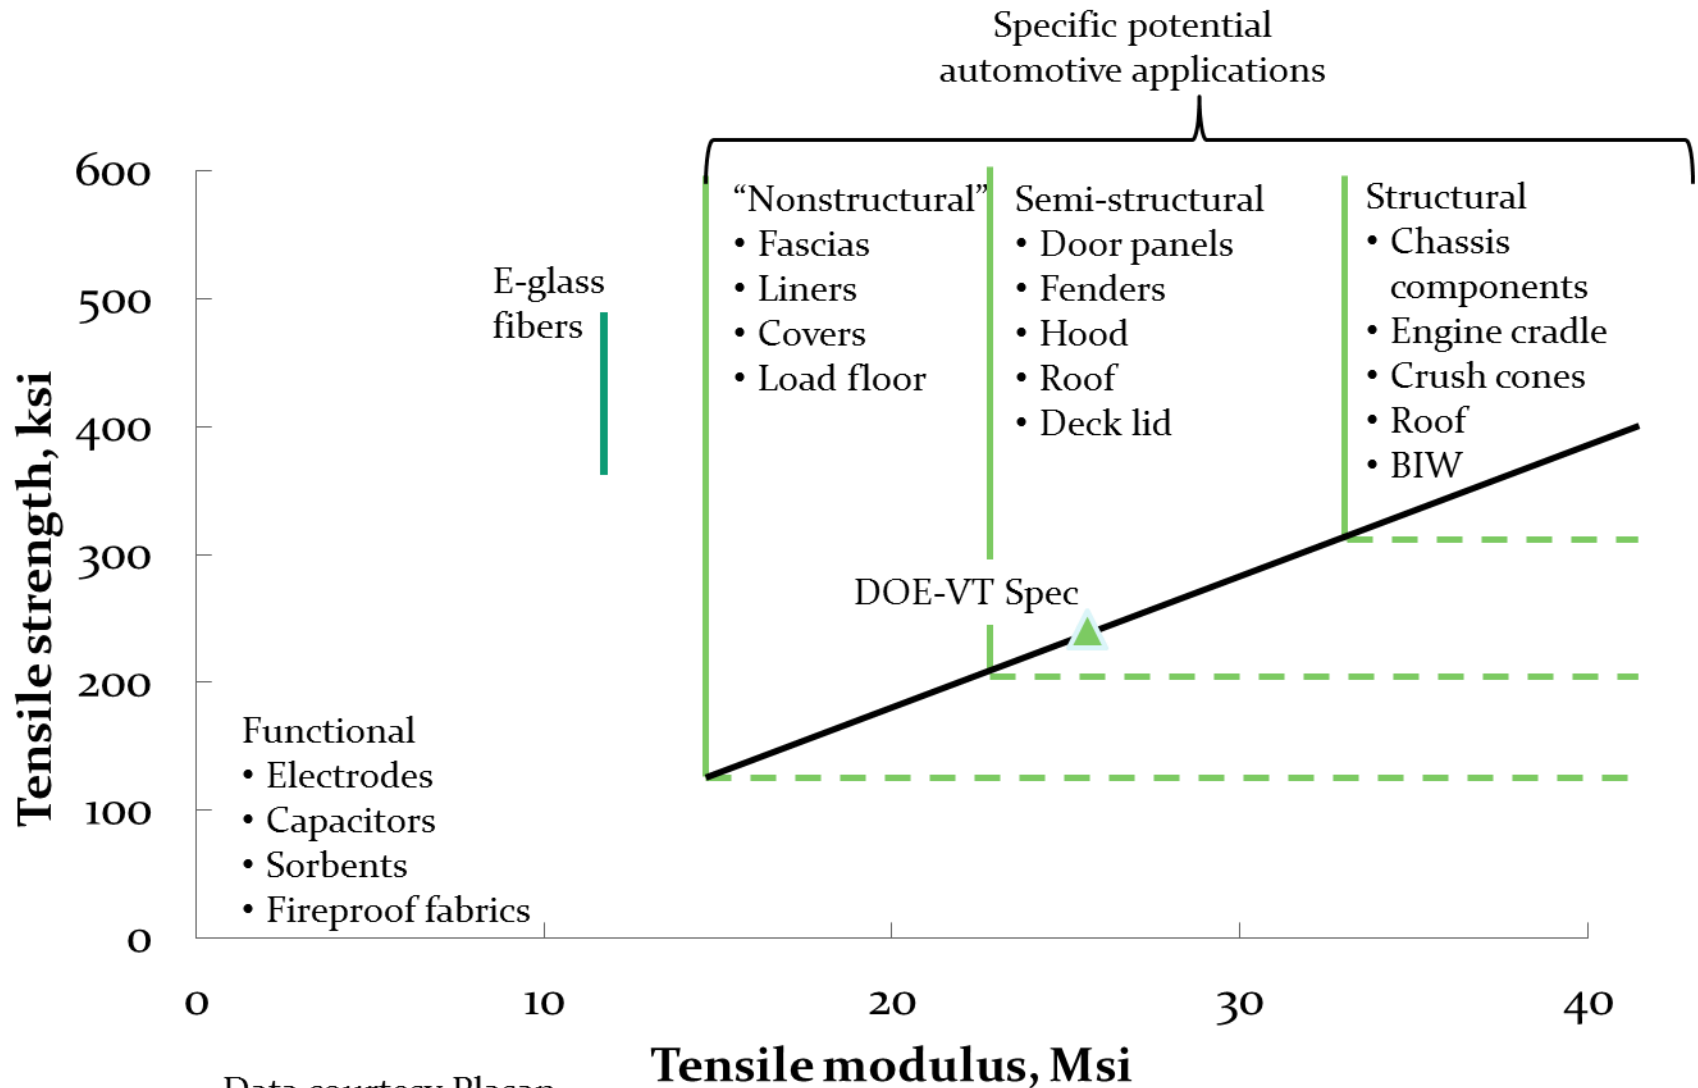 Specific potential
automotive applications
600
500
400
300
200
100
0
Tensile strength, ksi
E-glass
fibers
“Nonstructural”
• Fascias
• Liners
• Covers
• Load floor
Semi-structural
• Door panels
• Fenders
• Hood
• Roof
• Deck lid
Structural
• Chassis
components
• Engine cradle
• Crush cones
• Roof
• BIW
DOE-VT Spec
Functional
• Electrodes
• Capacitors
• Sorbents
• Fireproof fabrics
0 10 20 30 40
Tensile modulus, Msi
Data courtesy Plasan